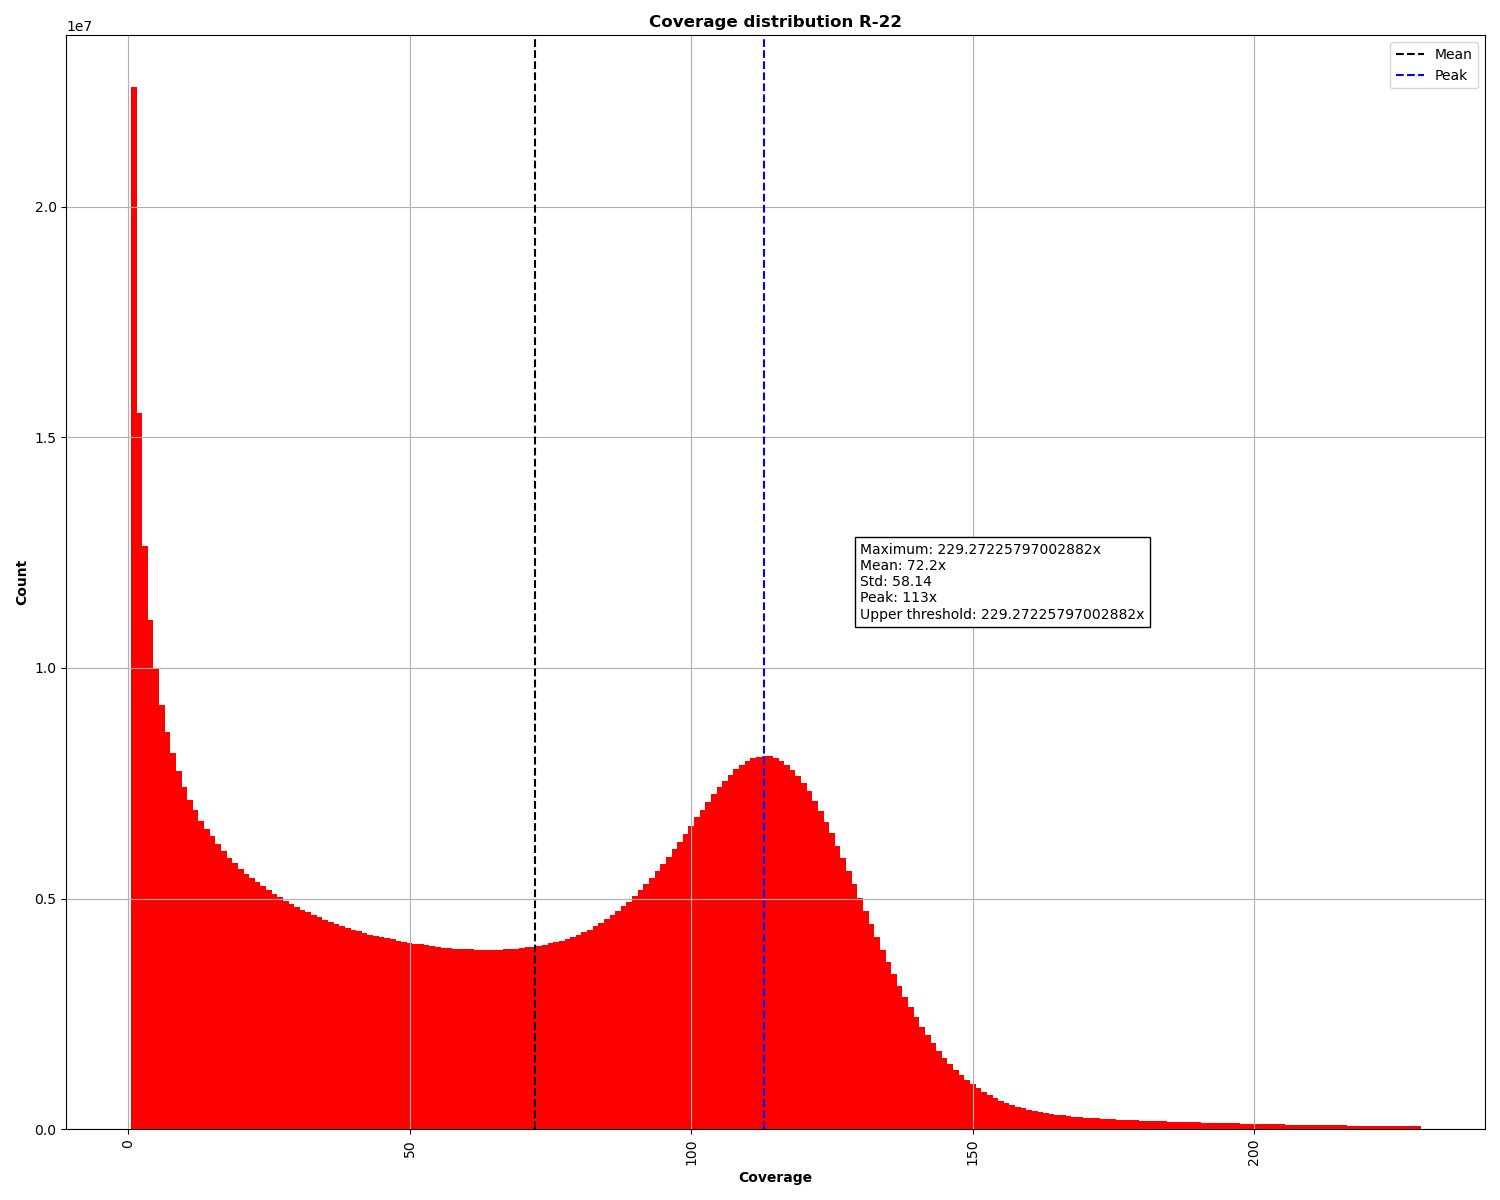 Coverage distribution R-22
1e7
Mean
Peak
2.0
1.5
1.0
0.5
0.0
Count
Maximum: 229.27225797002882x
Mean: 72.2x
Std: 58.14
Peak: 113x
Upper threshold: 229.27225797002882x
0
50
100
150
200
Coverage